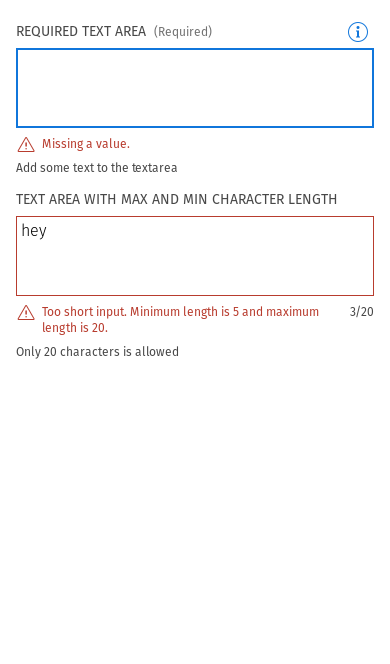 REQUIRED TEXT AREA (Required)
Missing a value.
Add some text to the textarea
TEXT AREA WITH MAX AND MIN CHARACTER LENGTH
hey
Too short input. Minimum length is 5 and maximum 3/20
length is 20.
Only 20 characters is allowed